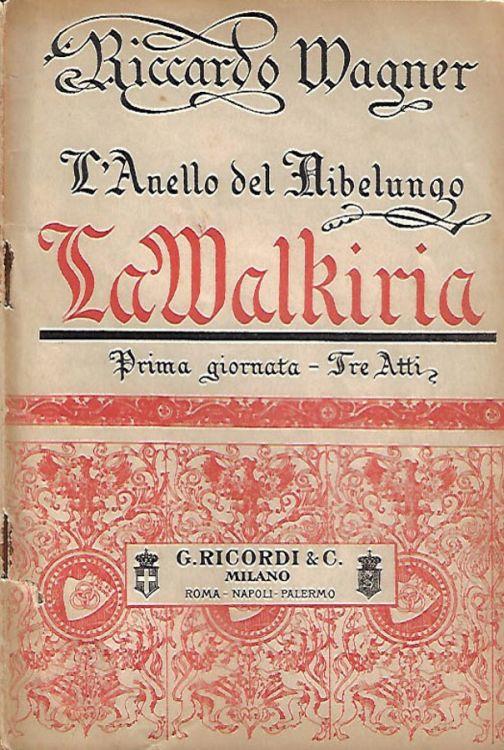 Riccardo Wagner
L'Anello del Nibelungo
La Walkiria
Prima giornata - Tre Atti
G. RICORDI & C.
MILANO
ROMA - NAPOLI - PALERMO